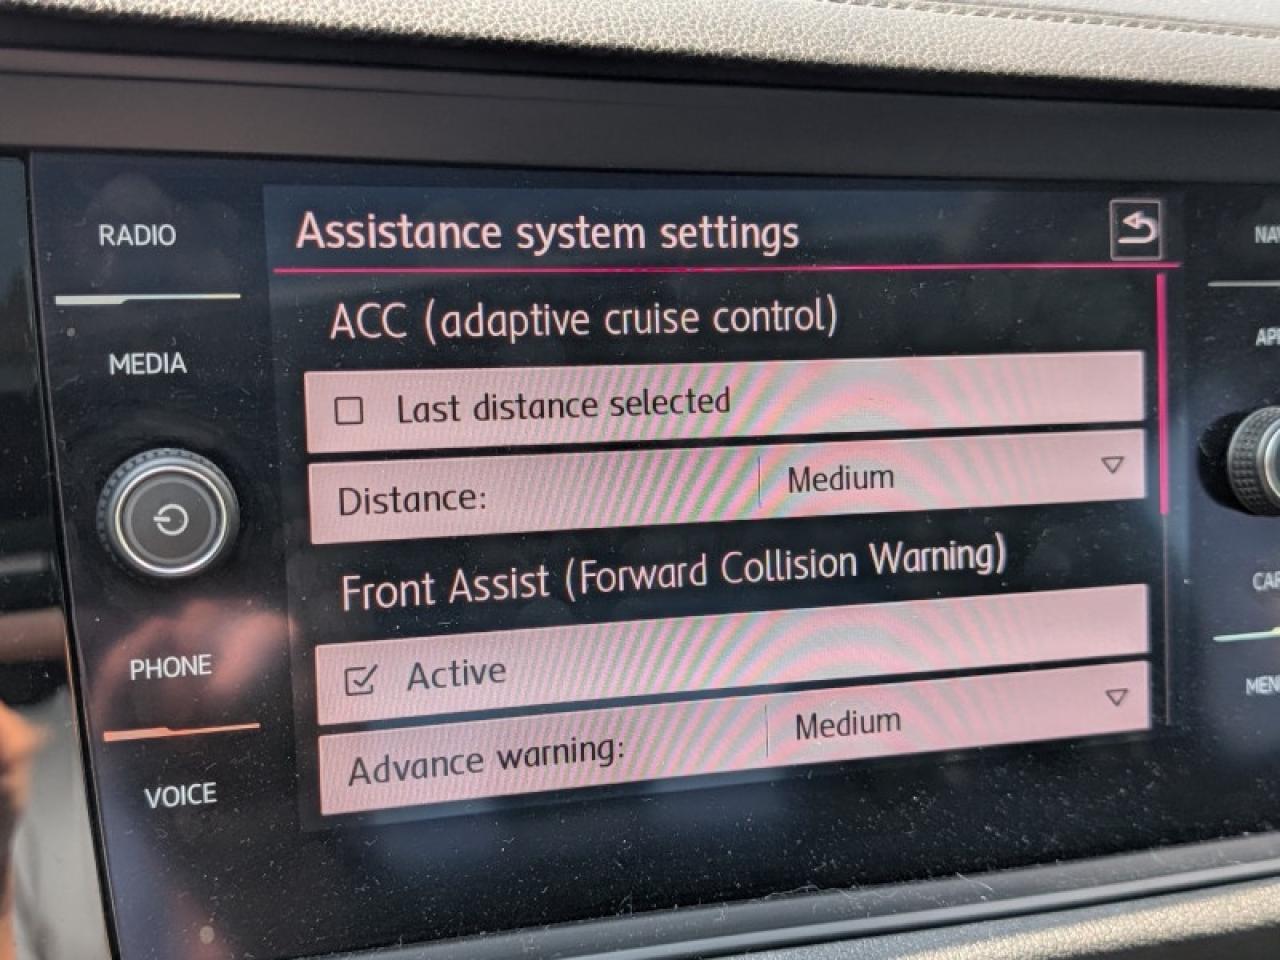 RADIO
MEDIA
PHONE
VOICE
Assistance system settings
ACC (adaptive cruise control)
Last distance selected
Distance: Medium
Front Assist (Forward Collision Warning)
Active
Advance warning: Medium